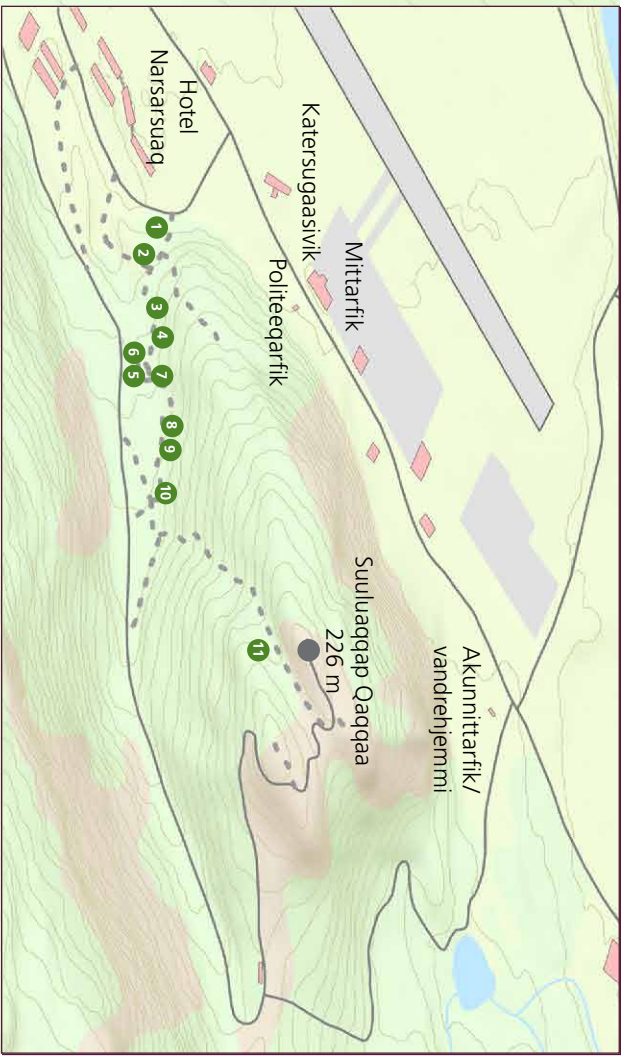 Akunnittarfik/
vandrehjemmi
Suuluaqqap Qaqqaa
226 m
Mittarfik
Katersugaasivik
Politeeqarfik
Hotel
Narsarsuaq
1
2
3
4
6
5
7
8
9
10
11